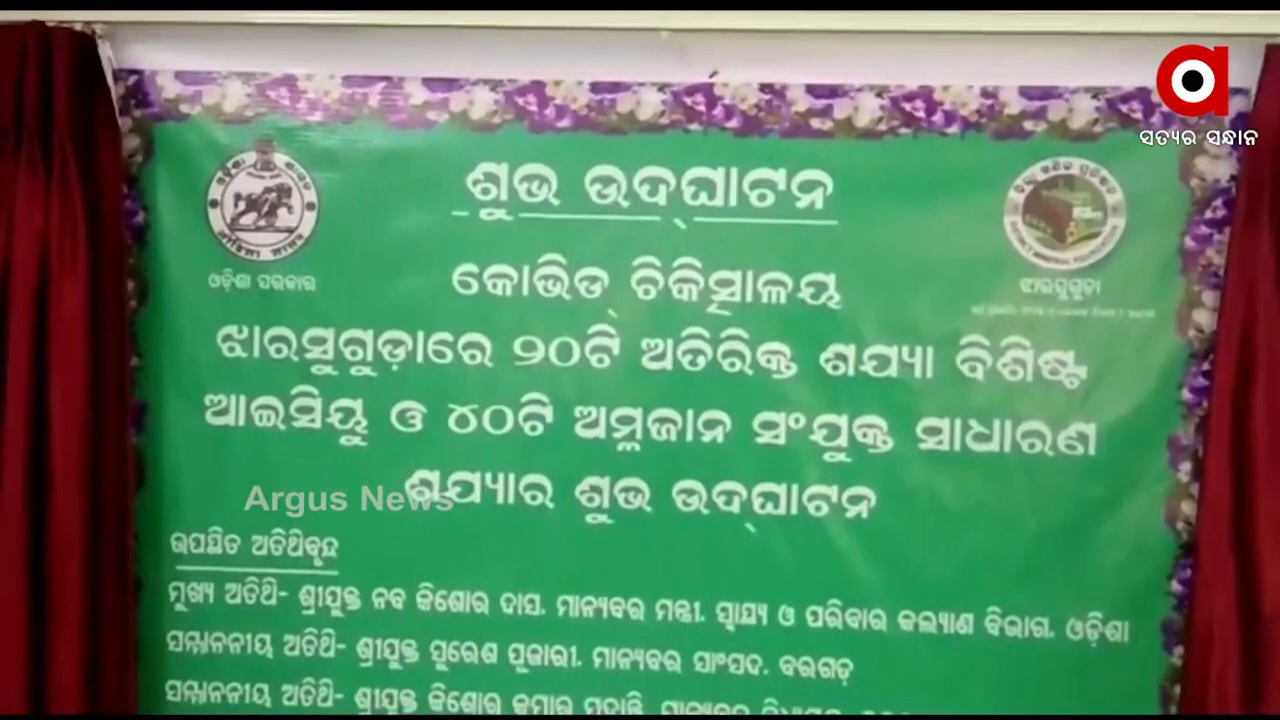 ସତ୍ୟର ସନ୍ଧାନ
ଶୁଭ ଉଦ୍‌ଘାଟନ
ଓଡ଼ିଶା ସରକାର
ଝାରସୁଗୁଡ଼ା
କୋଭିଡ୍ ଚିକିତ୍ସାଳୟ
ଝାରସୁଗୁଡ଼ାରେ ୨୦ଟି ଅତିରିକ୍ତ ଶଯ୍ୟା ବିଶିଷ୍ଟ
ଆଇସିୟୁ ଓ ୪୦ଟି ଅମ୍ଳଜାନ ସଂଯୁକ୍ତ ସାଧାରଣ
ଶଯ୍ୟାର ଶୁଭ ଉଦ୍‌ଘାଟନ
Argus News
ଉପସ୍ଥିତ ଅତିଥିବୃନ୍ଦ
ମୁଖ୍ୟ ଅତିଥି- ଶ୍ରୀଯୁକ୍ତ ନବ କିଶୋର ଦାସ, ମାନ୍ୟବର ମନ୍ତ୍ରୀ, ସ୍ୱାସ୍ଥ୍ୟ ଓ ପରିବାର କଲ୍ୟାଣ ବିଭାଗ, ଓଡ଼ିଶା
ସମ୍ମାନନୀୟ ଅତିଥି- ଶ୍ରୀଯୁକ୍ତ ସୁରେଶ ପୂଜାରୀ, ମାନ୍ୟବର ସାଂସଦ, ବରଗଡ଼
ସମ୍ମାନନୀୟ ଅତିଥି- ଶ୍ରୀଯୁକ୍ତ କିଶୋର କୁମାର